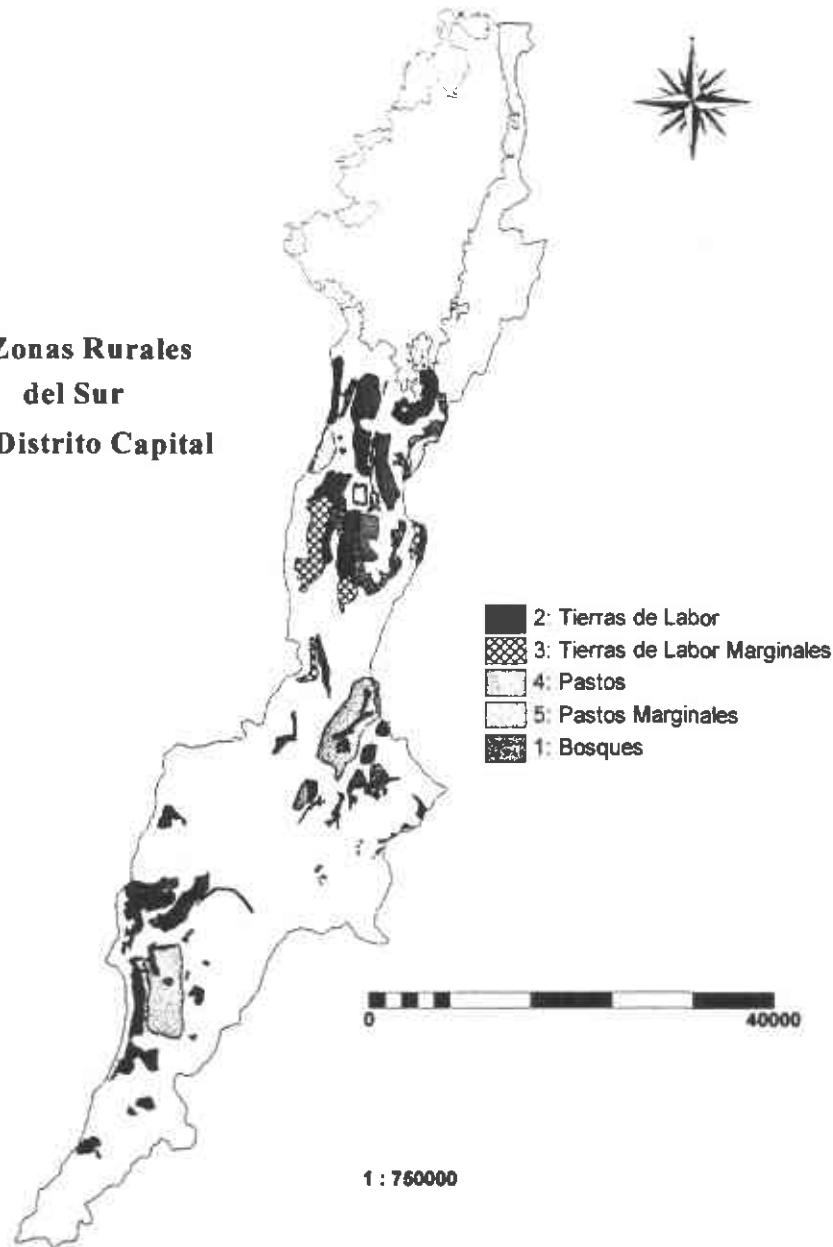 Zonas Rurales
del Sur
Distrito Capital
2: Tierras de Labor
3: Tierras de Labor Marginales
4: Pastos
5: Pastos Marginales
1: Bosques
0 40000
1 : 750000